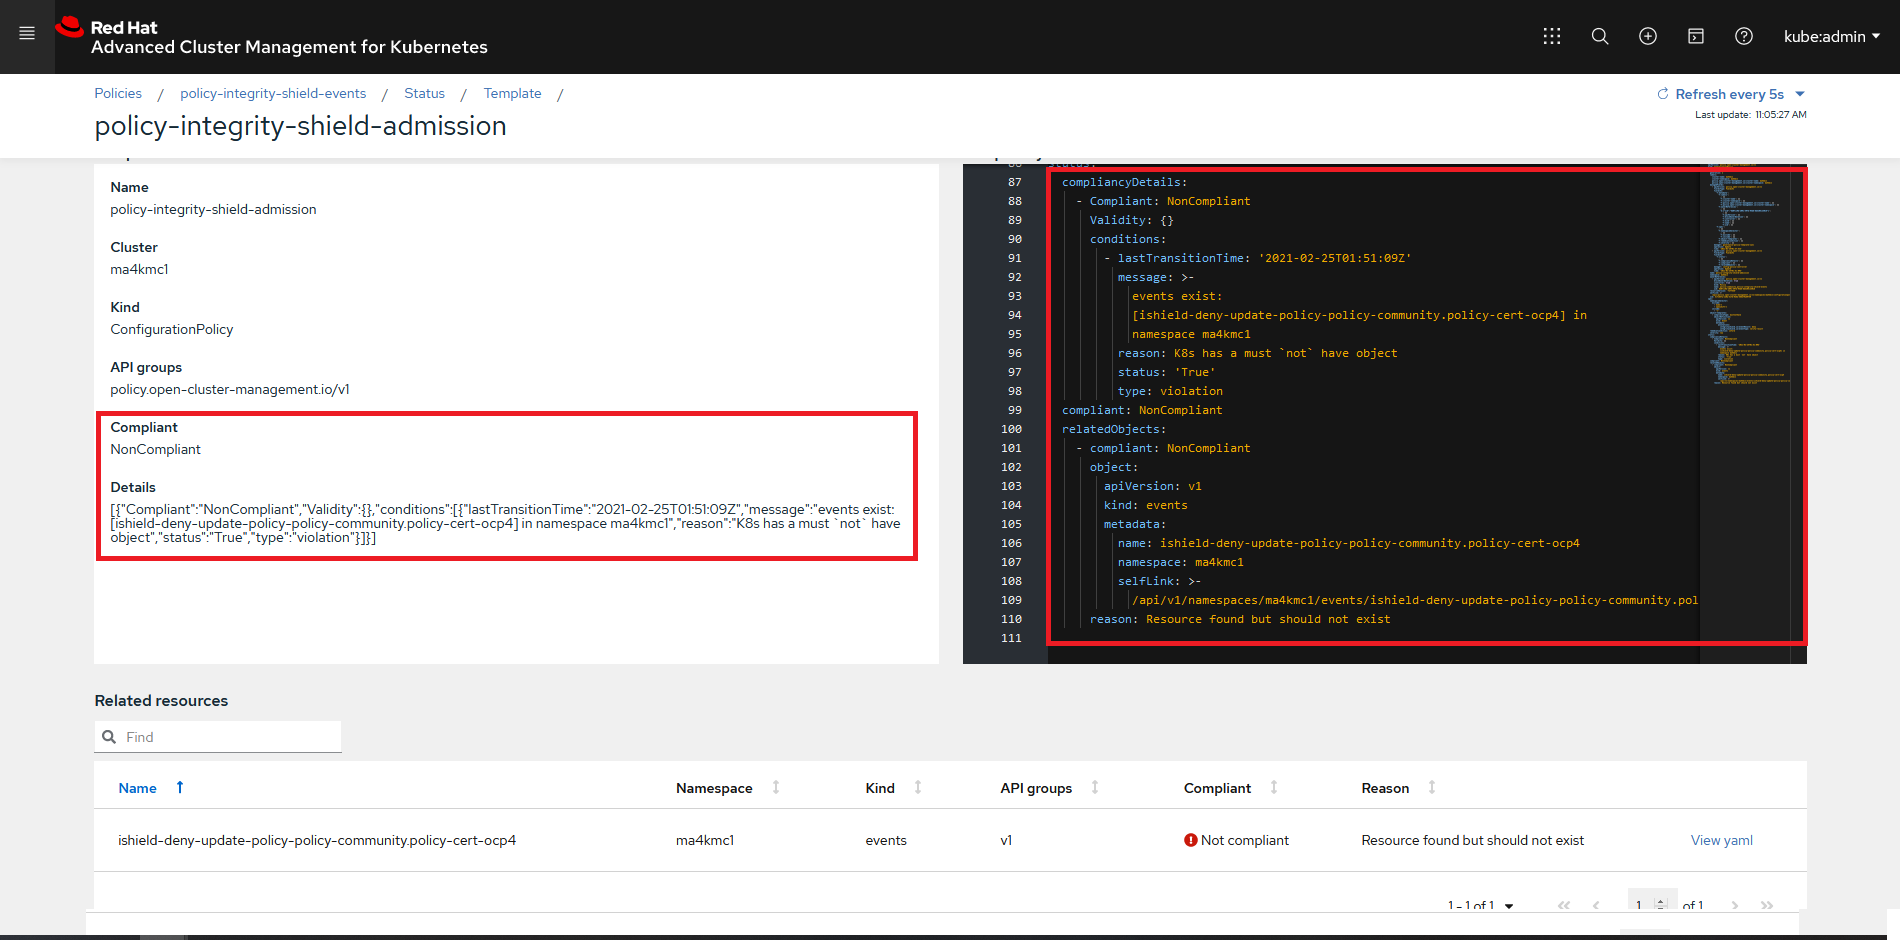 Red Hat
Advanced Cluster Management for Kubernetes
kube:admin
Policies / policy-integrity-shield-events / Status / Template /
Refresh every 5s
policy-integrity-shield-admission
Last update: 11:05:27 AM
Name
policy-integrity-shield-admission
Cluster
ma4kmc1
Kind
ConfigurationPolicy
API groups
policy.open-cluster-management.io/v1
Compliant
NonCompliant
Details
[{"Compliant":"NonCompliant","Validity":{},"conditions":[{"lastTransitionTime":"2021-02-25T01:51:09Z","message":"events exist:
[ishield-deny-update-policy-policy-community.policy-cert-ocp4] in namespace ma4kmc1","reason":"K8s has a must `not` have
object","status":"True","type":"violation"}]}]
87 compliancyDetails:
88 - Compliant: NonCompliant
89 Validity: {}
90 conditions:
91 - lastTransitionTime: '2021-02-25T01:51:09Z'
92 message: >-
93 events exist:
94 [ishield-deny-update-policy-policy-community.policy-cert-ocp4] in
95 namespace ma4kmc1
96 reason: K8s has a must `not` have object
97 status: 'True'
98 type: violation
99 compliant: NonCompliant
100 relatedObjects:
101 - compliant: NonCompliant
102 object:
103 apiVersion: v1
104 kind: events
105 metadata:
106 name: ishield-deny-update-policy-policy-community.policy-cert-ocp4
107 namespace: ma4kmc1
108 selfLink: >-
109 /api/v1/namespaces/ma4kmc1/events/ishield-deny-update-policy-policy-community.pol
110 reason: Resource found but should not exist
111
Related resources
Find
Name Namespace Kind API groups Compliant Reason
ishield-deny-update-policy-policy-community.policy-cert-ocp4 ma4kmc1 events v1 Not compliant Resource found but should not exist View yaml
1 - 1 of 1 1 of 1